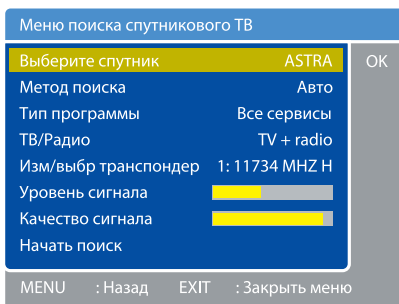 Меню поиска спутникового ТВ
Выберите спутник ASTRA OK
Метод поиска Авто
Тип программы Все сервисы
ТВ/Радио TV + radio
Изм/выбр транспондер 1: 11734 MHZ H
Уровень сигнала
Качество сигнала
Начать поиск
MENU : Назад EXIT : Закрыть меню